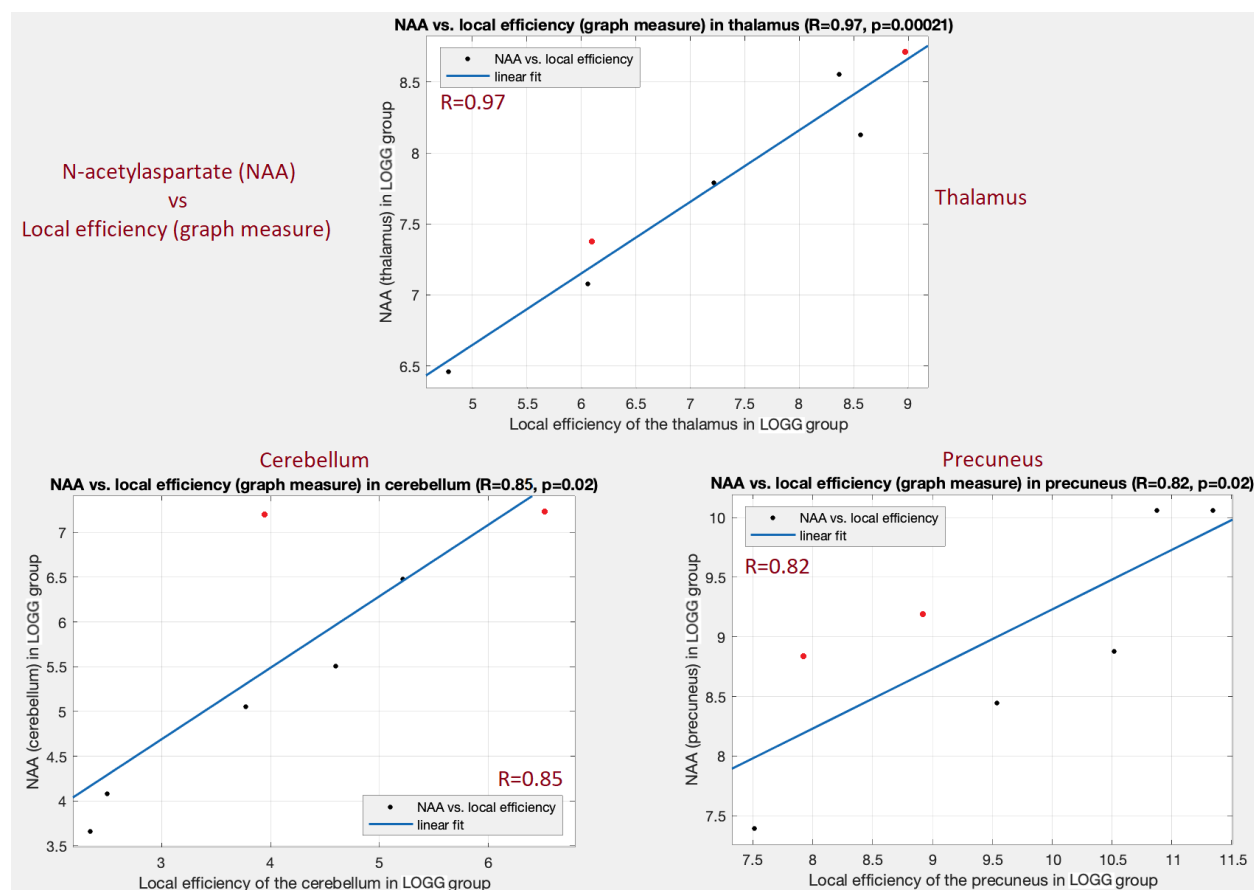 NAA vs. local efficiency (graph measure) in thalamus (R=0.97, p=0.00021)
NAA vs. local efficiency
linear fit
R=0.97
8.5
8
7.5
7
6.5
NAA (thalamus) in LOGG group
5
5.5
6
6.5
7
7.5
8
8.5
9
Local efficiency of the thalamus in LOGG group
N-acetylaspartate (NAA)
vs
Local efficiency (graph measure)
Thalamus
Cerebellum
NAA vs. local efficiency (graph measure) in cerebellum (R=0.85, p=0.02)
7
6.5
6
5.5
5
4.5
4
3.5
NAA (cerebellum) in LOGG group
R=0.85
NAA vs. local efficiency
linear fit
3
4
5
6
Local efficiency of the cerebellum in LOGG group
Precuneus
NAA vs. local efficiency (graph measure) in precuneus (R=0.82, p=0.02)
NAA vs. local efficiency
linear fit
R=0.82
10
9.5
9
8.5
8
7.5
NAA (precuneus) in LOGG group
7.5
8
8.5
9
9.5
10
10.5
11
11.5
Local efficiency of the precuneus in LOGG group